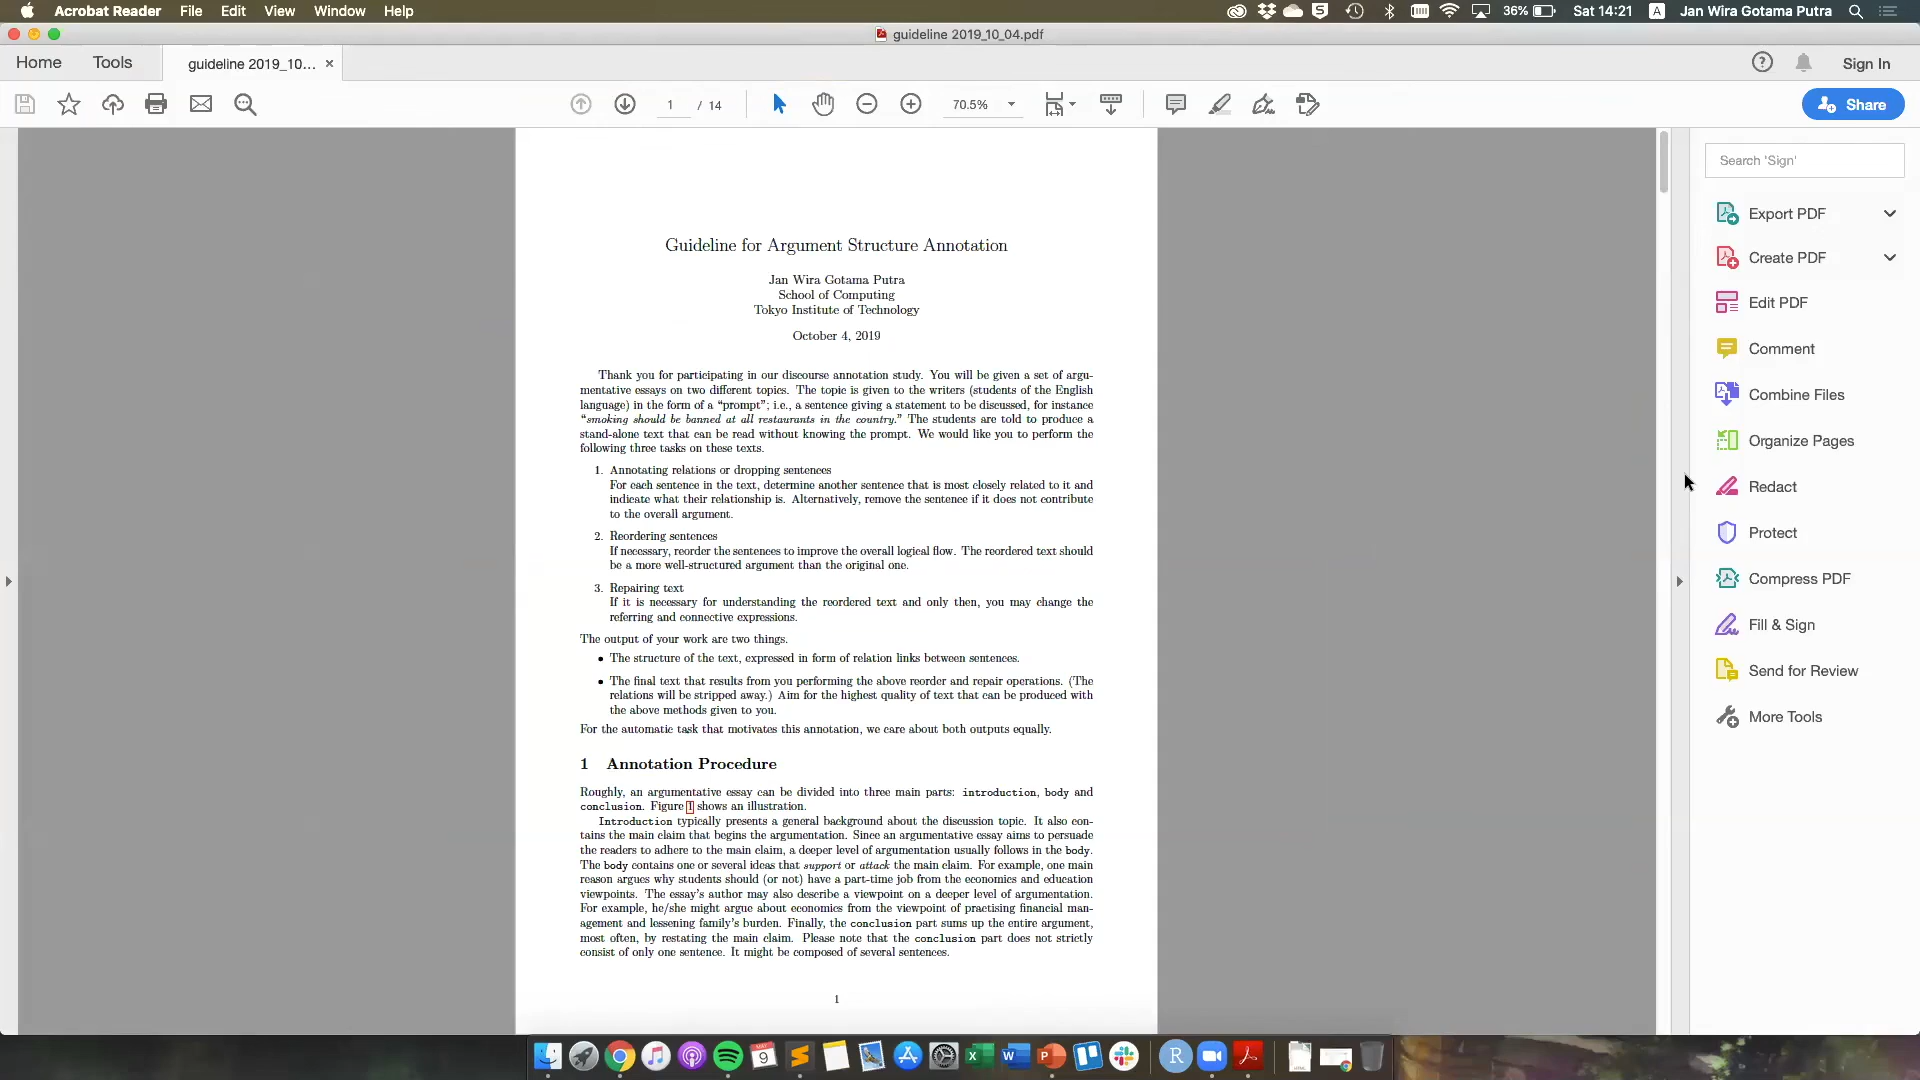 Acrobat Reader File Edit View Window Help 36% Sat 14:21 A Jan Wira Gotama Putra
guideline 2019_10_04.pdf
Home Tools guideline 2019_10... × Sign In
1 / 14 70.5% Share
Search 'Sign'
Export PDF
Create PDF
Edit PDF
Comment
Combine Files
Organize Pages
Redact
Protect
Compress PDF
Fill & Sign
Send for Review
More Tools
Guideline for Argument Structure Annotation
Jan Wira Gotama Putra
School of Computing
Tokyo Institute of Technology
October 4, 2019
Thank you for participating in our discourse annotation study. You will be given a set of argu-
mentative essays on two different topics. The topic is given to the writers (students of the English
language) in the form of a “prompt”; i.e., a sentence giving a statement to be discussed, for instance
“smoking should be banned at all restaurants in the country.” The students are told to produce a
stand-alone text that can be read without knowing the prompt. We would like you to perform the
following three tasks on these texts.
1. Annotating relations or dropping sentences
For each sentence in the text, determine another sentence that is most closely related to it and
indicate what their relationship is. Alternatively, remove the sentence if it does not contribute
to the overall argument.
2. Reordering sentences
If necessary, reorder the sentences to improve the overall logical flow. The reordered text should
be a more well-structured argument than the original one.
3. Repairing text
If it is necessary for understanding the reordered text and only then, you may change the
referring and connective expressions.
The output of your work are two things.
• The structure of the text, expressed in form of relation links between sentences.
• The final text that results from you performing the above reorder and repair operations. (The
relations will be stripped away.) Aim for the highest quality of text that can be produced with
the above methods given to you.
For the automatic task that motivates this annotation, we care about both outputs equally.
1 Annotation Procedure
Roughly, an argumentative essay can be divided into three main parts: introduction, body and
conclusion. Figure 1 shows an illustration.
Introduction typically presents a general background about the discussion topic. It also con-
tains the main claim that begins the argumentation. Since an argumentative essay aims to persuade
the readers to adhere to the main claim, a deeper level of argumentation usually follows in the body.
The body contains one or several ideas that support or attack the main claim. For example, one main
reason argues why students should (or not) have a part-time job from the economics and education
viewpoints. The essay's author may also describe a viewpoint on a deeper level of argumentation.
For example, he/she might argue about economics from the viewpoint of practising financial man-
agement and lessening family's burden. Finally, the conclusion part sums up the entire argument,
most often, by restating the main claim. Please note that the conclusion part does not strictly
consist of only one sentence. It might be composed of several sentences.
1